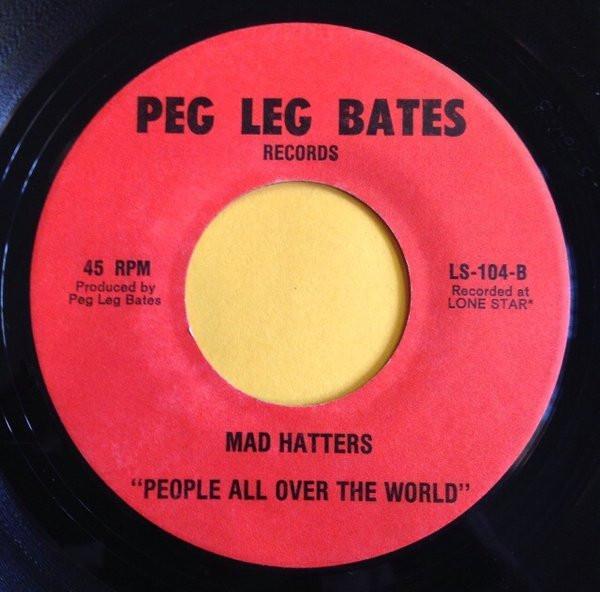 PEG LEG BATES
RECORDS
45 RPM
Produced by
Peg Leg Bates
LS-104-B
Recorded at
LONE STAR*
MAD HATTERS
"PEOPLE ALL OVER THE WORLD"